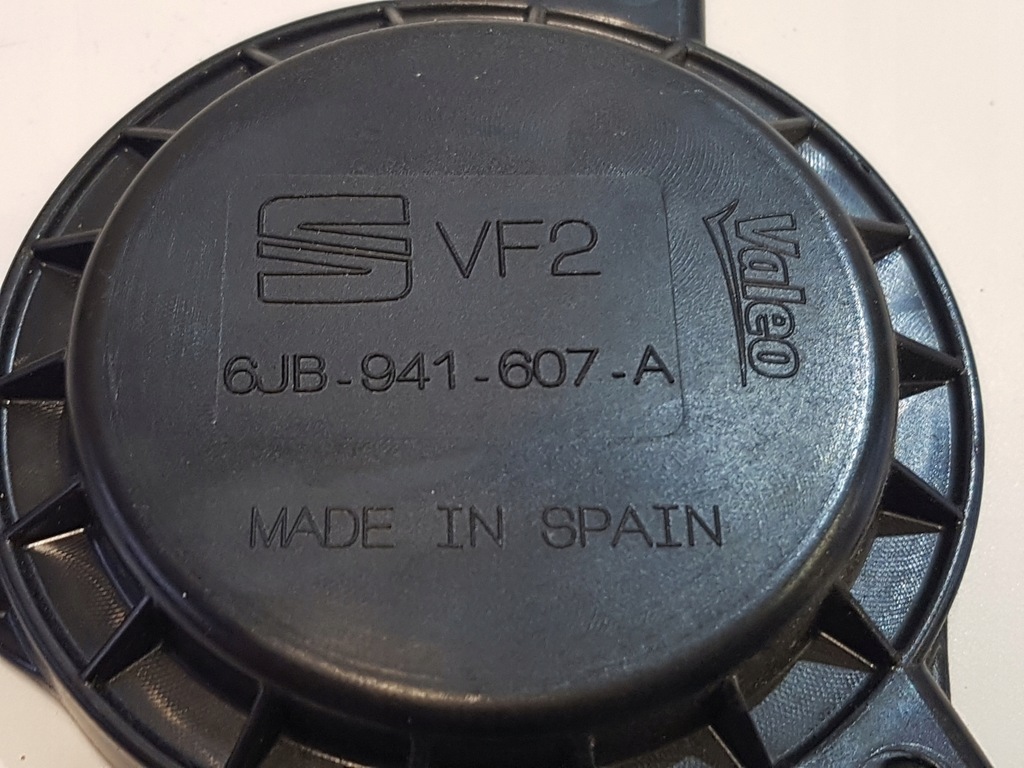 VF2
6JB-941-607-A
MADE IN SPAIN
Valeo